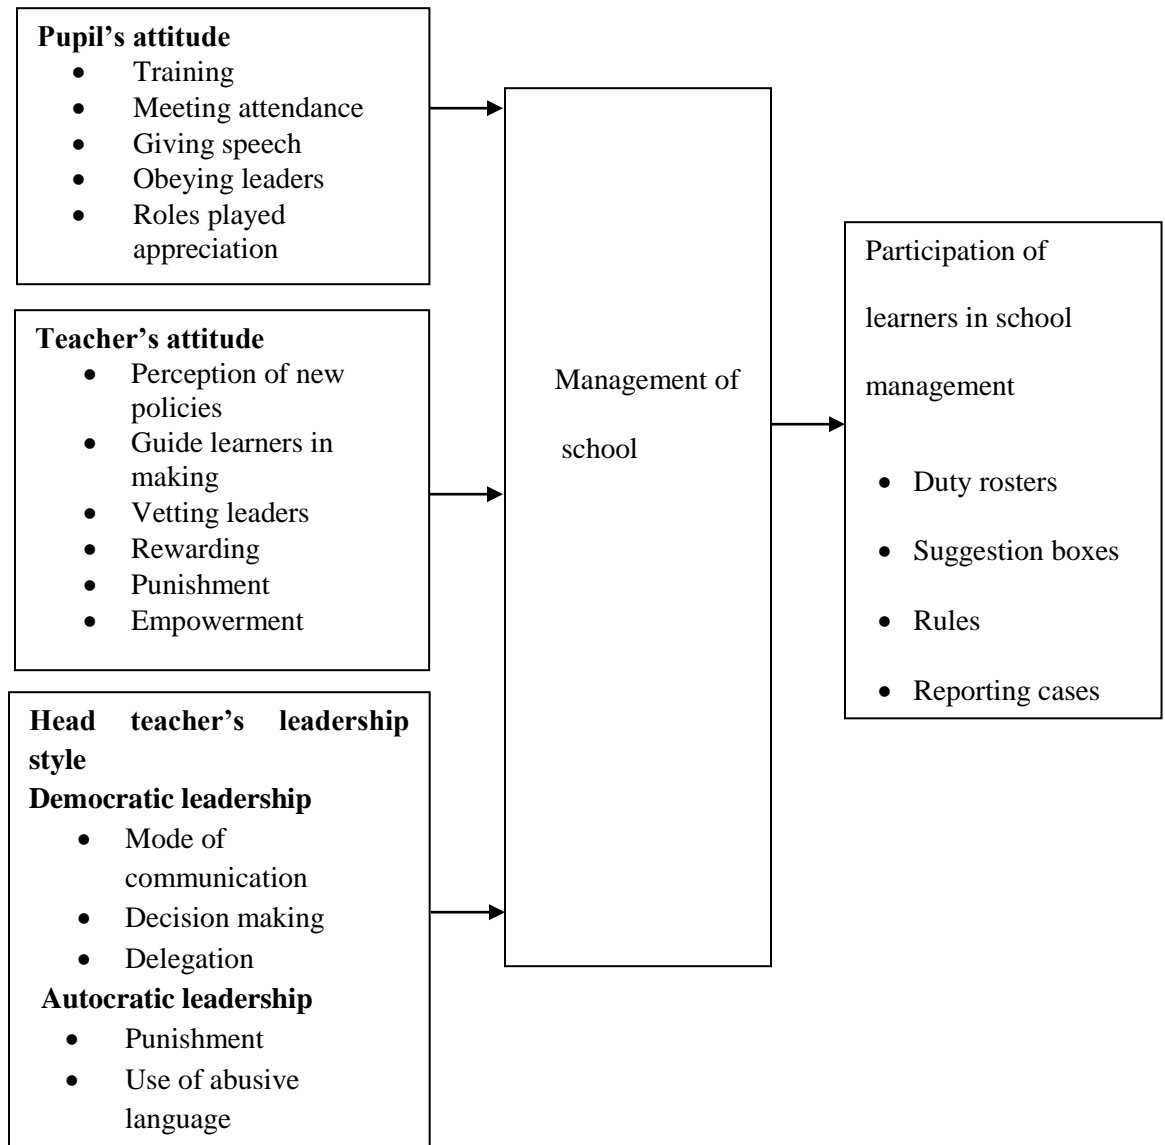 Pupil’s attitude
• Training
• Meeting attendance
• Giving speech
• Obeying leaders
• Roles played
appreciation
Teacher’s attitude
• Perception of new
policies
• Guide learners in
making
• Vetting leaders
• Rewarding
• Punishment
• Empowerment
Head teacher’s leadership
style
Democratic leadership
• Mode of
communication
• Decision making
• Delegation
Autocratic leadership
• Punishment
• Use of abusive
language
Management of
school
Participation of
learners in school
management
• Duty rosters
• Suggestion boxes
• Rules
• Reporting cases